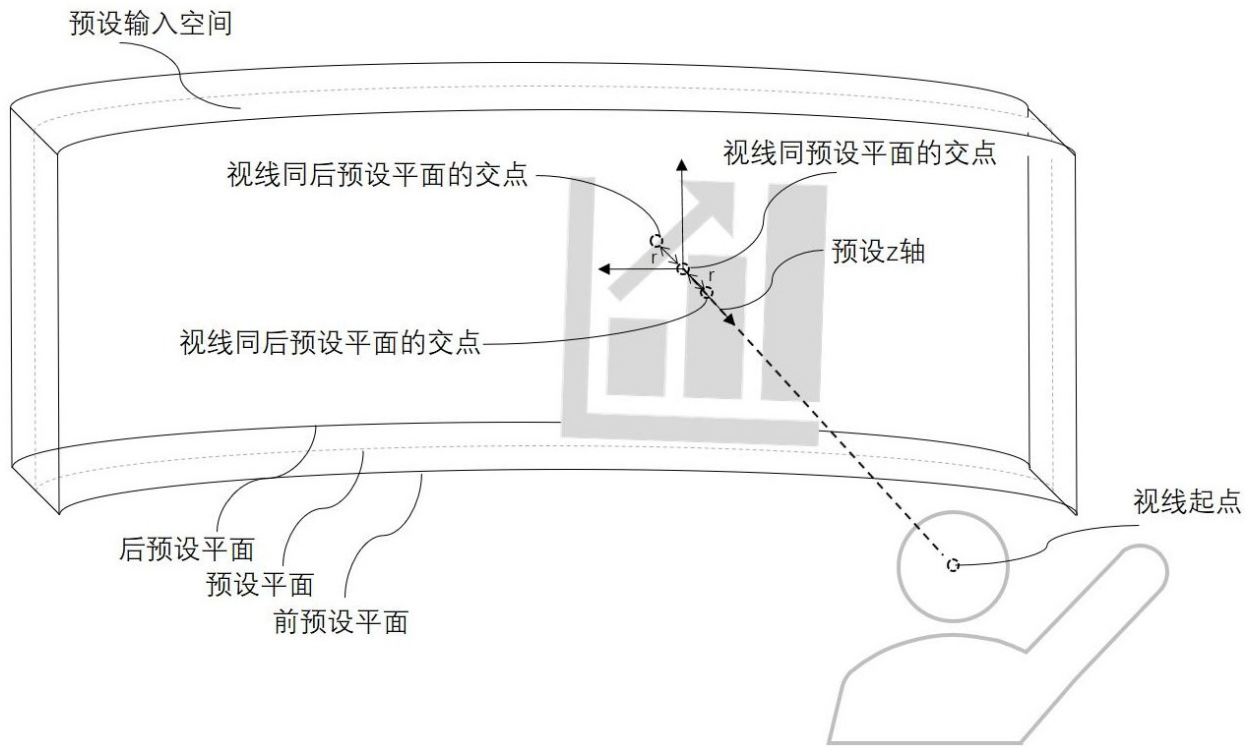 预设输入空间
视线同预设平面的交点
视线同后预设平面的交点
预设z轴
r
r
视线同后预设平面的交点
视线起点
后预设平面
预设平面
前预设平面